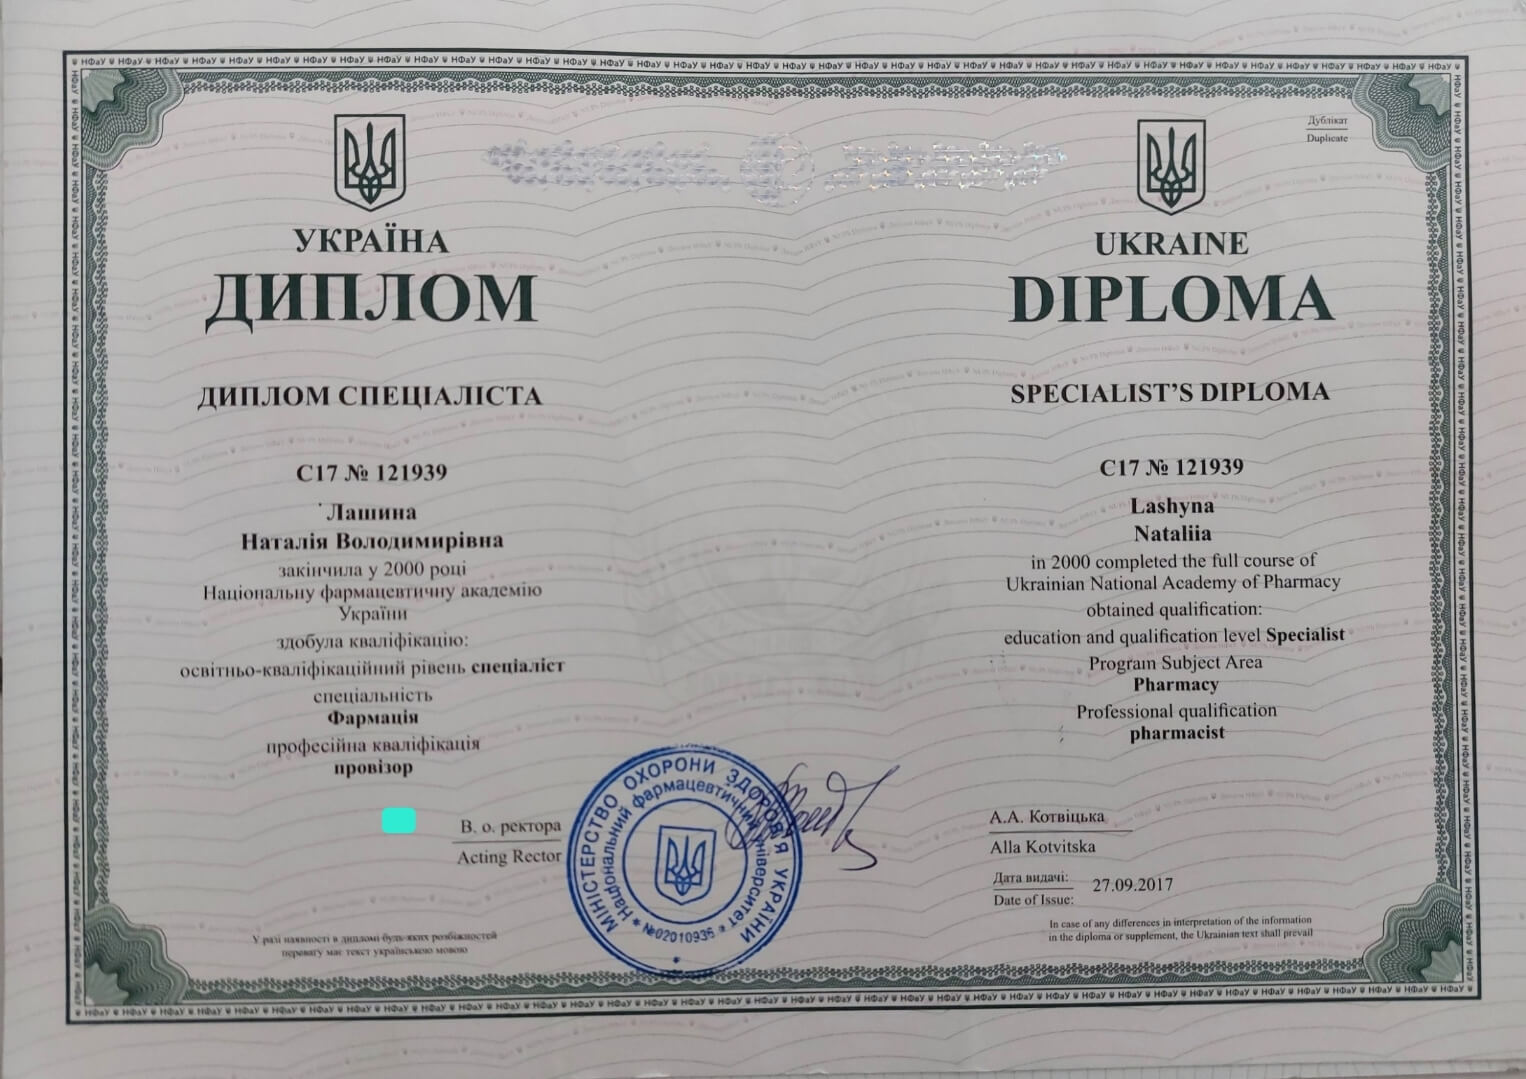 УКРАЇНА
ДИПЛОМ
ДИПЛОМ СПЕЦІАЛІСТА
С17 № 121939
Лашина
Наталія Володимирівна
закінчила у 2000 році
Національну фармацевтичну академію
України
здобула кваліфікацію:
освітньо-кваліфікаційний рівень спеціаліст
спеціальність
Фармація
професійна кваліфікація
провізор
В. о. ректора
Acting Rector
У разі наявності в дипломі будь-яких розбіжностей
перевагу має текст українською мовою
МІНІСТЕРСТВО ОХОРОНИ ЗДОРОВ'Я УКРАЇНИ
Національний фармацевтичний університет
* №02010936 *
Дублікат
Duplicate
UKRAINE
DIPLOMA
SPECIALIST'S DIPLOMA
C17 № 121939
Lashyna
Nataliia
in 2000 completed the full course of
Ukrainian National Academy of Pharmacy
obtained qualification:
education and qualification level Specialist
Program Subject Area
Pharmacy
Professional qualification
pharmacist
А.А. Котвіцька
Alla Kotvitska
Дата видачі:
27.09.2017
Date of Issue:
In case of any differences in interpretation of the information
in the diploma or supplement, the Ukrainian text shall prevail